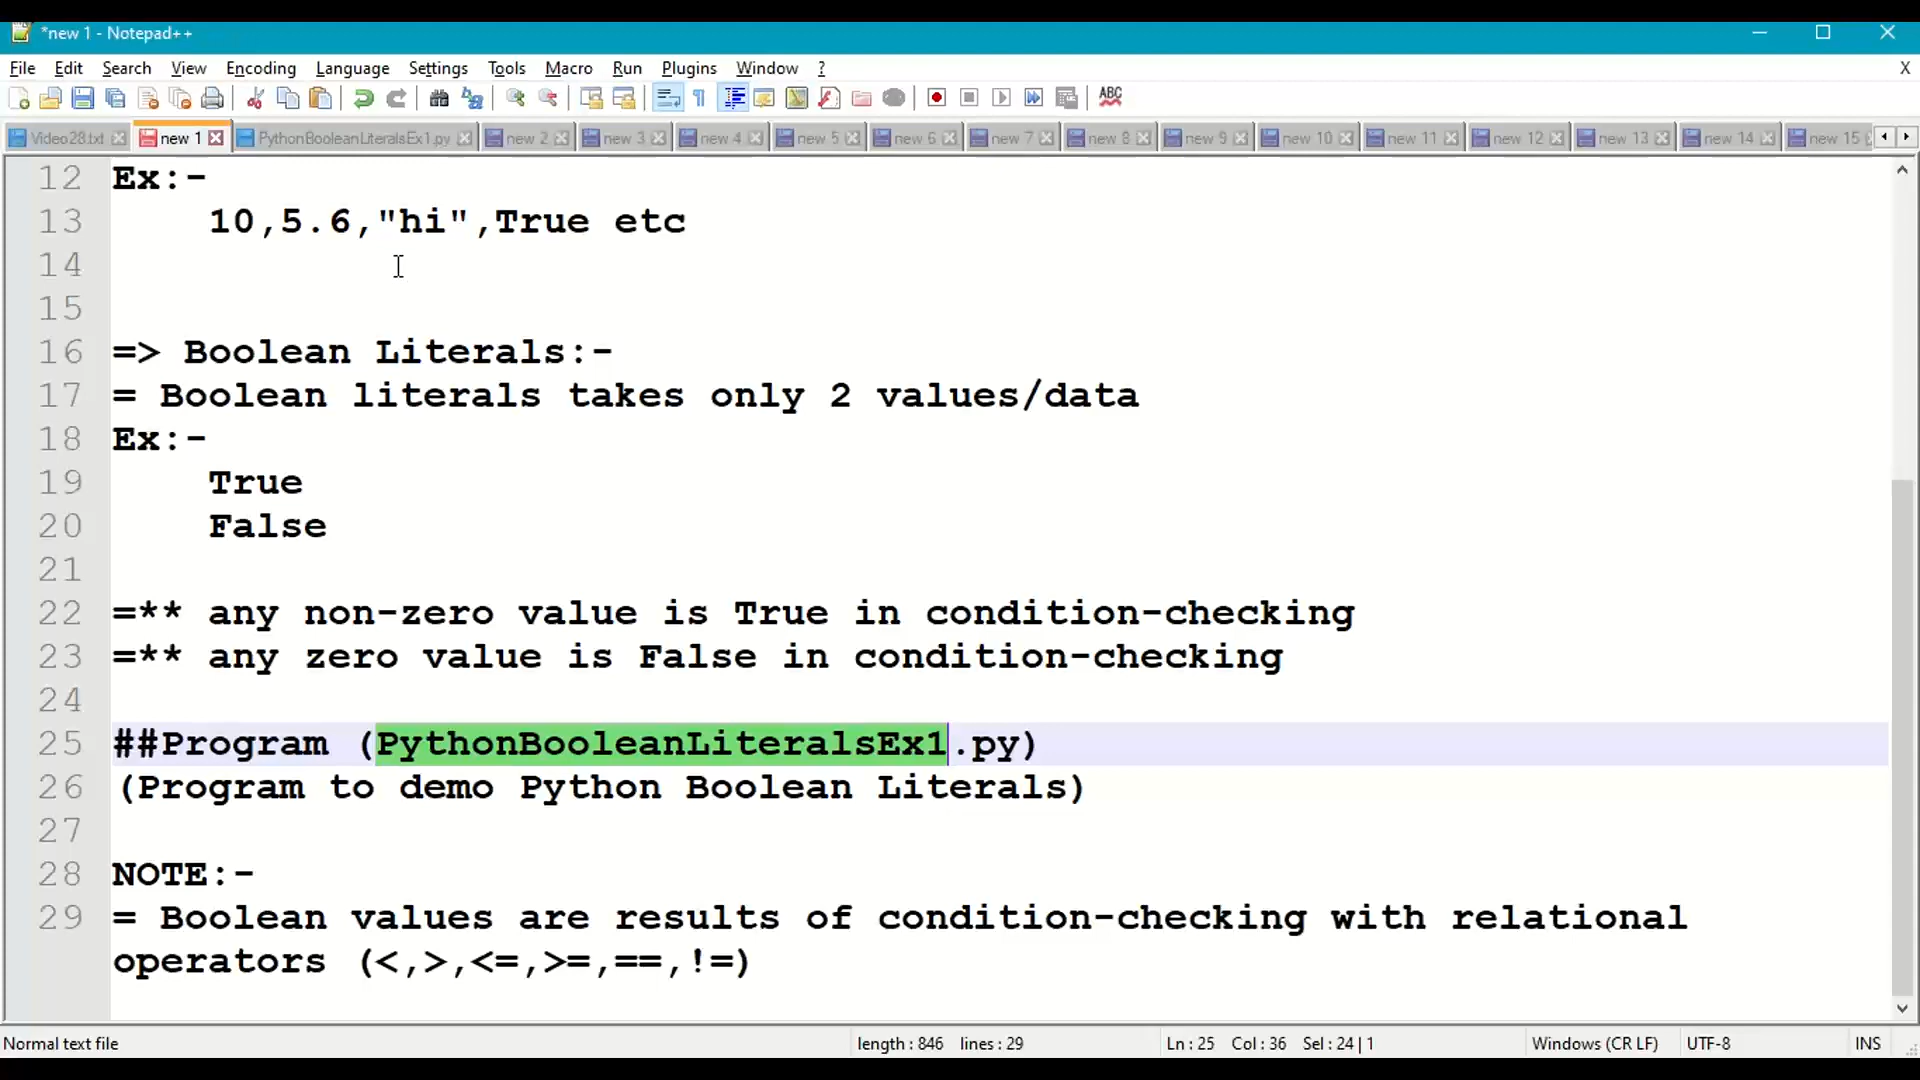 *new 1 - Notepad++
File Edit Search View Encoding Language Settings Tools Macro Run Plugins Window ? X
ABC
Video28.txt new 1 PythonBooleanLiteralsEx1.py new 2 new 3 new 4 new 5 new 6 new 7 new 8 new 9 new 10 new 11 new 12 new 13 new 14 new 15
12 Ex:-
13 10,5.6,"hi",True etc
14
15
16 => Boolean Literals:-
17 = Boolean literals takes only 2 values/data
18 Ex:-
19 True
20 False
21
22 =** any non-zero value is True in condition-checking
23 =** any zero value is False in condition-checking
24
25 ##Program (PythonBooleanLiteralsEx1.py)
26 (Program to demo Python Boolean Literals)
27
28 NOTE:-
29 = Boolean values are results of condition-checking with relational
operators (<,>,<=,>=,==,!=)
Normal text file length : 846 lines : 29 Ln : 25 Col : 36 Sel : 24 | 1 Windows (CR LF) UTF-8 INS